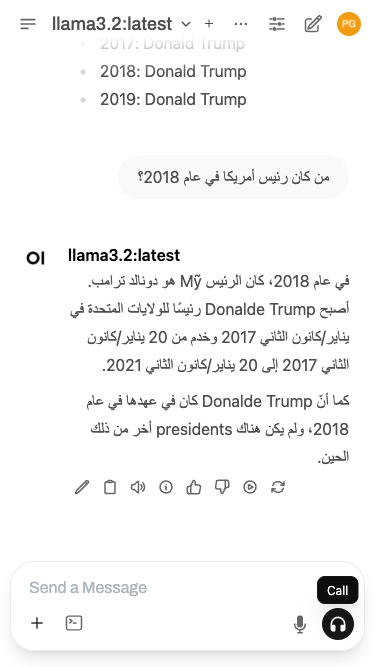 llama3.2:latest
2017: Donald Trump
2018: Donald Trump
2019: Donald Trump
من كان رئيس أمريكا في عام 2018؟
OI
llama3.2:latest
في عام 2018، كان الرئيس Mỹ هو دونالد ترامب.
أصبح Donalde Trump رئيسًا للولايات المتحدة في
يناير/كانون الثاني 2017 وخدم من 20 يناير/كانون
الثاني 2017 إلى 20 يناير/كانون الثاني 2021.
كما أنّ Donalde Trump كان في عهدها في عام
2018، ولم يكن هناك presidents أخر من ذلك
الحين.
Send a Message
Call
PG